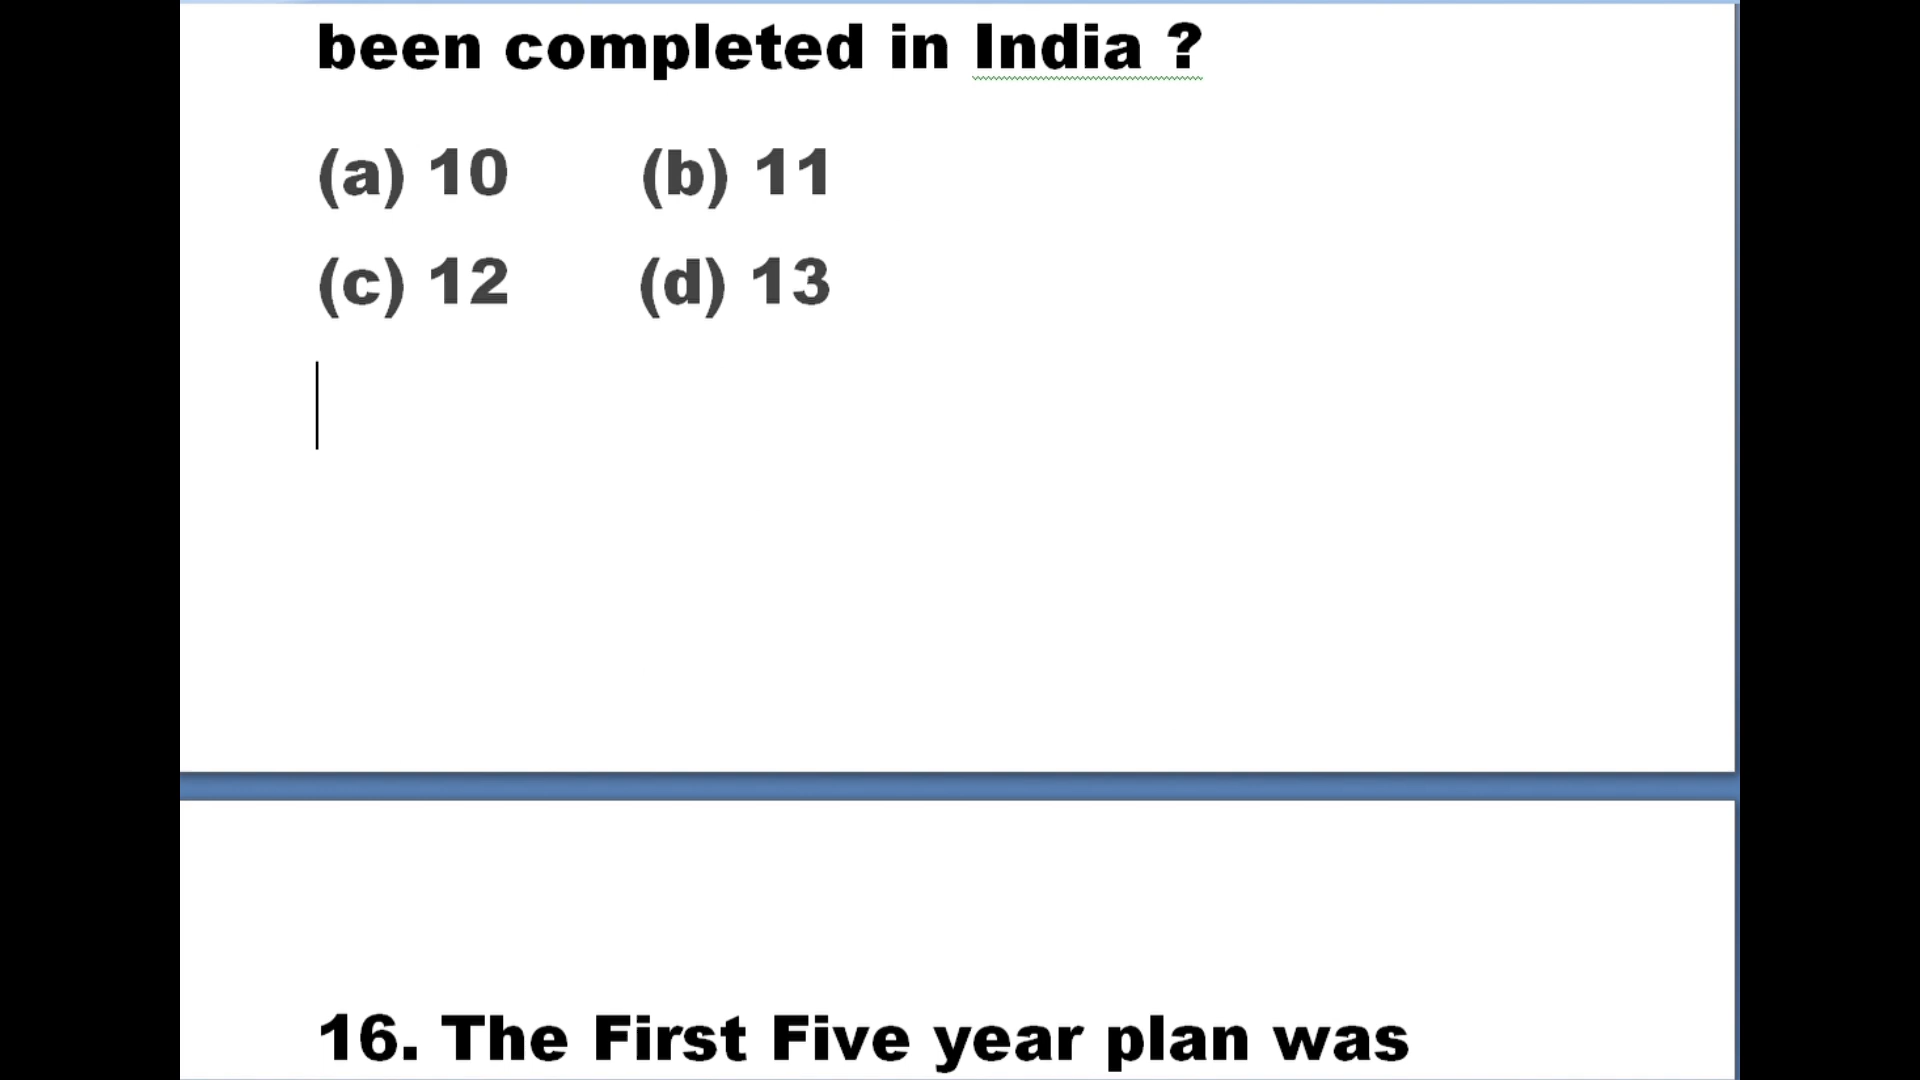 been completed in India ?
(a) 10 (b) 11
(c) 12 (d) 13
16. The First Five year plan was